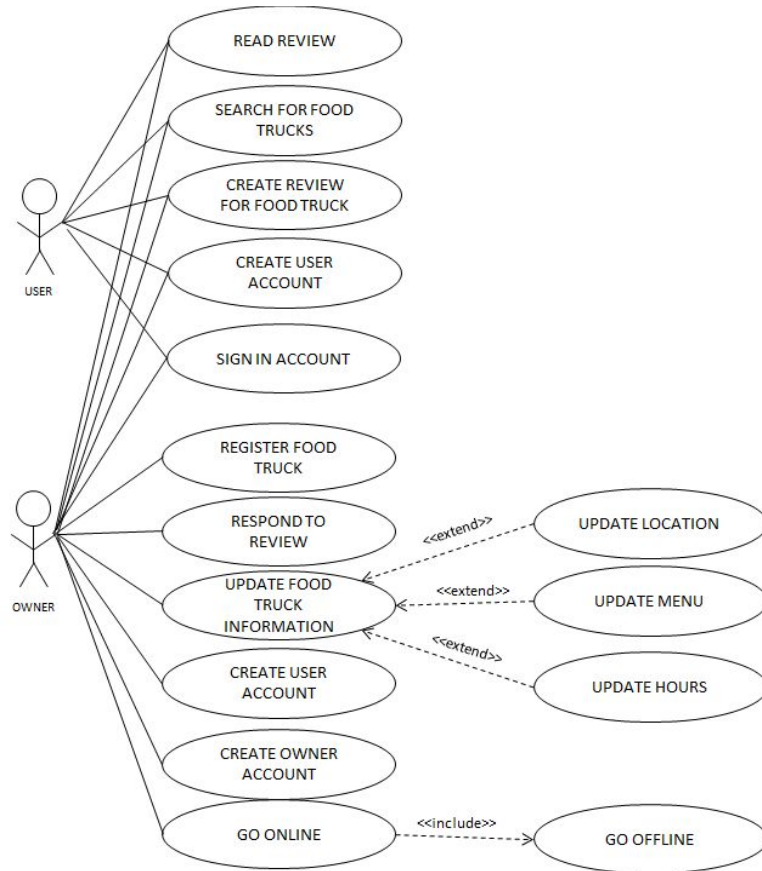 READ REVIEW
SEARCH FOR FOOD
TRUCKS
CREATE REVIEW
FOR FOOD TRUCK
CREATE USER
ACCOUNT
USER
SIGN IN ACCOUNT
REGISTER FOOD
TRUCK
RESPOND TO
REVIEW
<<extend>>
UPDATE LOCATION
OWNER
UPDATE FOOD
TRUCK
INFORMATION
<<extend>>
UPDATE MENU
<<extend>>
UPDATE HOURS
CREATE USER
ACCOUNT
CREATE OWNER
ACCOUNT
GO ONLINE
<<include>>
GO OFFLINE